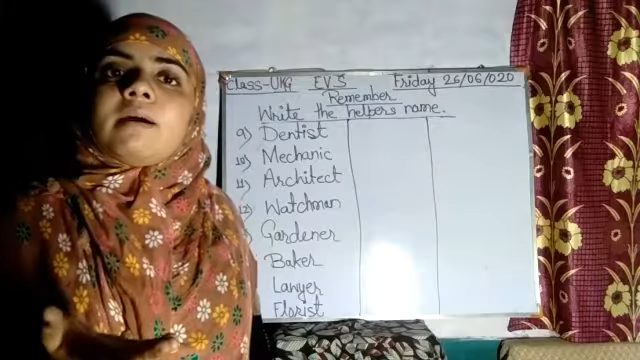 Class-UKG EVS Friday 26/06/020
Remember
Write the helpers name.
9) Dentist
10) Mechanic
11) Architect
12) Watchman
Gardener
Baker
Lawyer
Florist